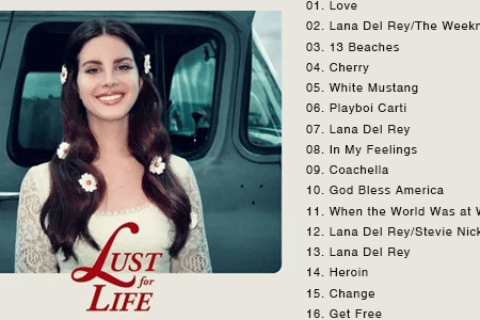 LUST
for
LIFE
01. Love
02. Lana Del Rey/The Weekn
03. 13 Beaches
04. Cherry
05. White Mustang
06. Playboi Carti
07. Lana Del Rey
08. In My Feelings
09. Coachella
10. God Bless America
11. When the World Was at W
12. Lana Del Rey/Stevie Nick
13. Lana Del Rey
14. Heroin
15. Change
16. Get Free